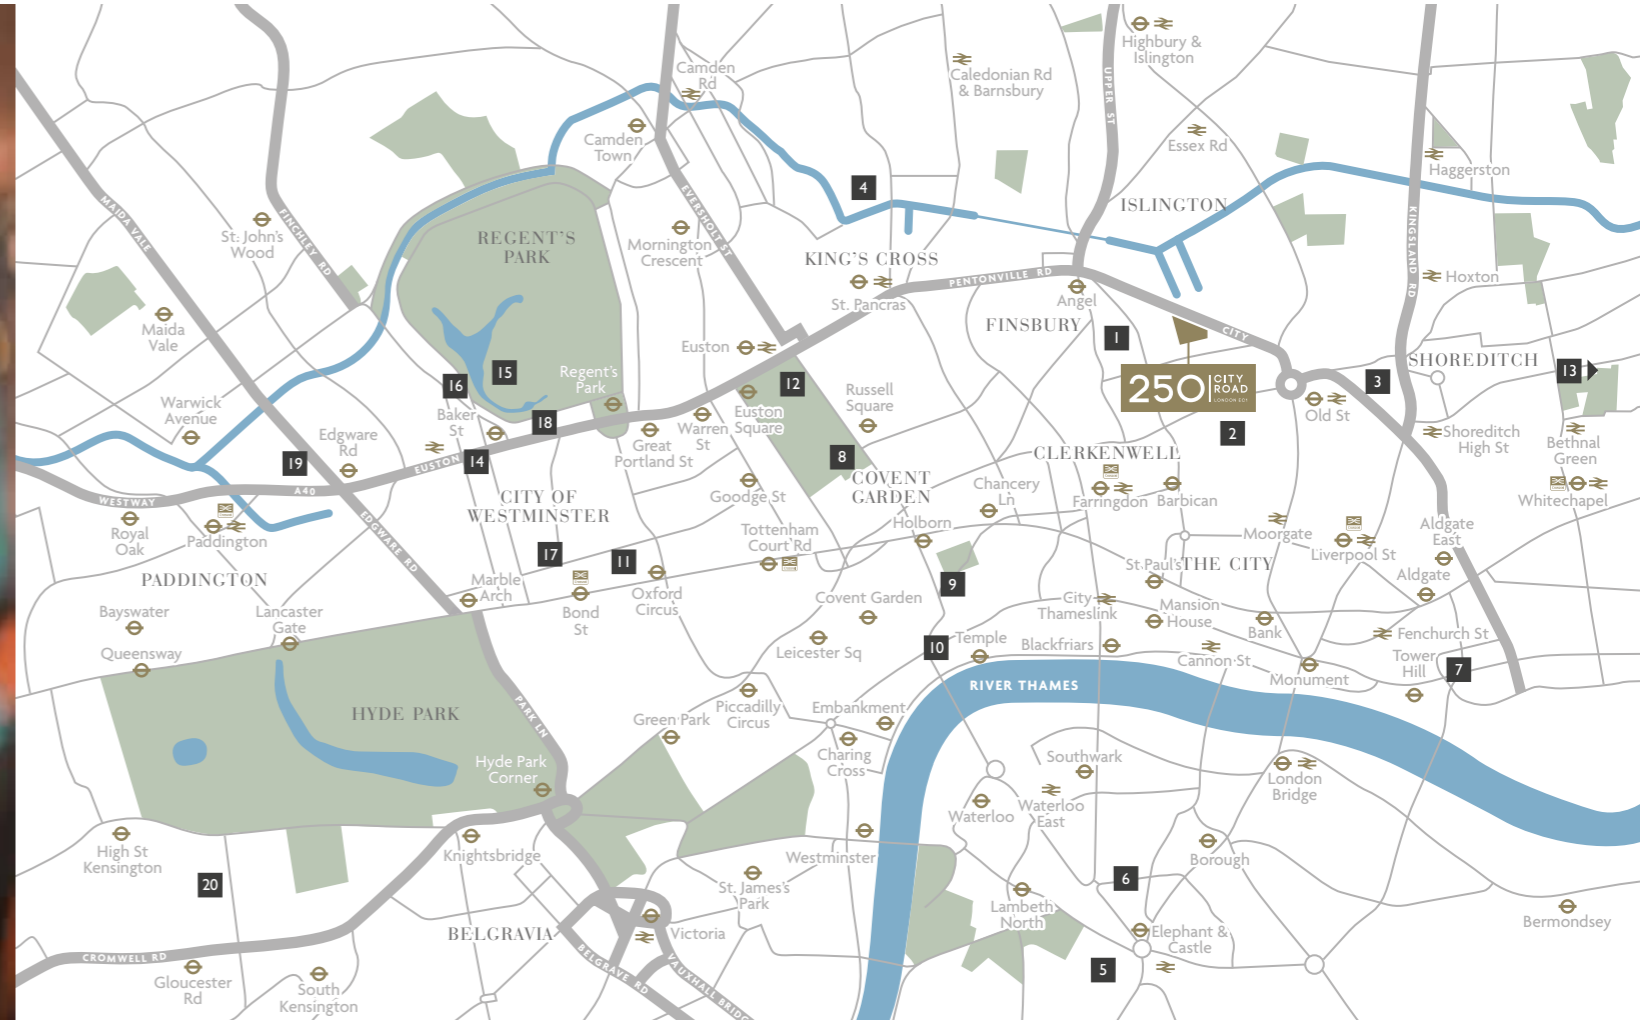 Highbury &
Islington
Camden
Rd
Caledonian Rd
& Barnsbury
UPPER ST
Camden
Town
Essex Rd
Haggerston
4
MAIDA VALE
FINCHLEY RD
EVERSHOLT ST
ISLINGTON
KINGSLAND RD
St. John's
Wood
REGENT'S
PARK
Mornington
Crescent
KING'S CROSS
PENTONVILLE RD
Hoxton
St. Pancras
Angel
Maida
Vale
FINSBURY
CITY
1
Euston
SHOREDITCH
13
16
15
Regent's
Park
12
250
CITY
ROAD
LONDON EC1
3
Russell
Square
Warwick
Avenue
Baker
St
18
Euston
Square
Old St
Warren
St
Edgware
Rd
Great
Portland St
2
Shoreditch
High St
Bethnal
Green
19
EUSTON
14
8
CLERKENWELL
COVENT
GARDEN
WESTWAY
A40
CITY OF
WESTMINSTER
Goodge St
Chancery
Ln
Farringdon
Barbican
Whitechapel
Royal
Oak
Paddington
EDGWARE RD
Tottenham
Court Rd
Holborn
Moorgate
Liverpool St
Aldgate
East
17
11
PADDINGTON
Marble
Arch
Oxford
Circus
9
St. Paul's
THE CITY
Aldgate
Bayswater
Lancaster
Gate
Bond
St
Covent Garden
City
Thameslink
Mansion
House
Bank
Fenchurch St
Queensway
Leicester Sq
10
Temple
Blackfriars
Cannon St
Monument
Tower
Hill
7
RIVER THAMES
HYDE PARK
PARK LN
Green Park
Piccadilly
Circus
Embankment
Charing
Cross
Hyde Park
Corner
Southwark
London
Bridge
Waterloo
Waterloo
East
High St
Kensington
Knightsbridge
Westminster
Borough
20
St. James's
Park
6
Lambeth
North
Bermondsey
BELGRAVIA
Victoria
Elephant &
Castle
CROMWELL RD
BELGRAVE RD
VAUXHALL BRIDG
5
Gloucester
Rd
South
Kensington